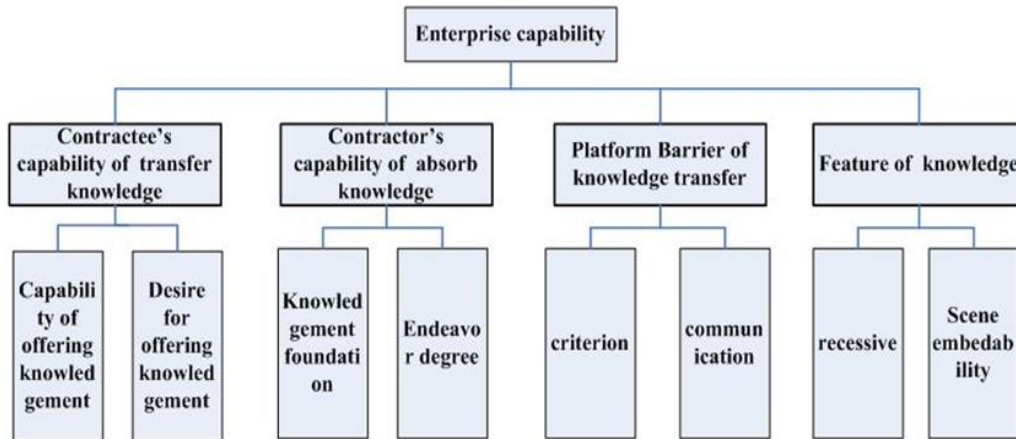 Enterprise capability
Contractee's
capability of transfer
knowledge
Contractor's
capability of absorb
knowledge
Platform Barrier of
knowledge transfer
Feature of knowledge
Capabili
ty of
offering
knowled
gement
Desire
for
offering
knowled
gement
Knowled
gement
foundati
on
Endeavo
r degree
criterion
commun
ication
recessive
Scene
embedab
ility